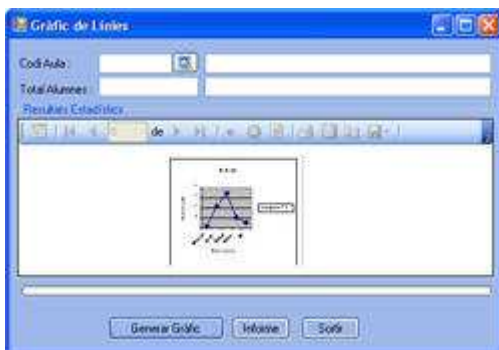 Gràfic de Línies
Codi Aula :
Total Alumnes :
Resultats Estadístics
de
Generar Gràfic
Informe
Sortir